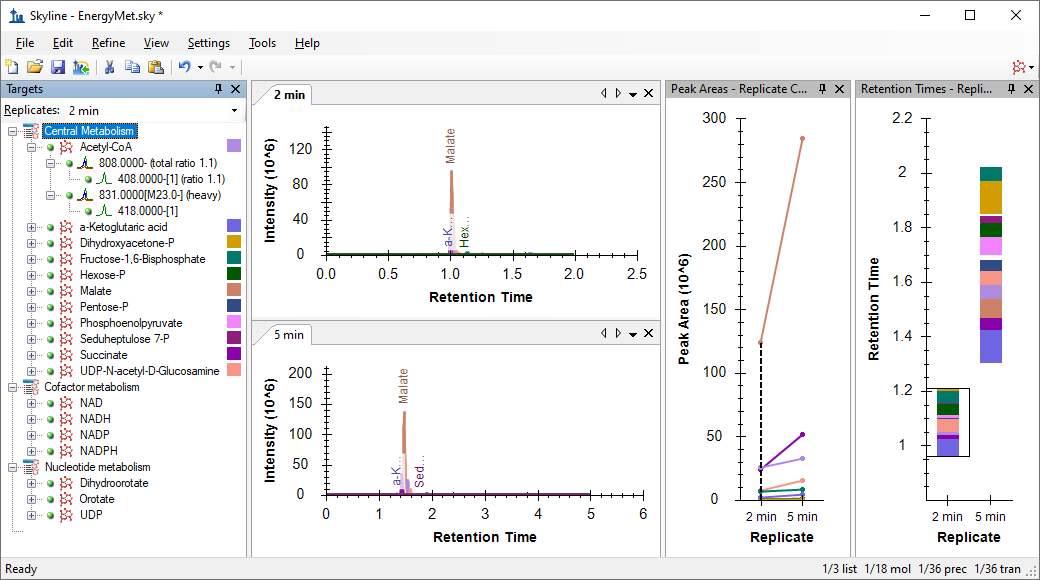 Skyline - EnergyMet.sky *
File Edit Refine View Settings Tools Help
Targets
Replicates: 2 min
Central Metabolism
Acetyl-CoA
808.0000- (total ratio 1.1)
408.0000-[1] (ratio 1.1)
831.0000[M23.0-] (heavy)
418.0000-[1]
a-Ketoglutaric acid
Dihydroxyacetone-P
Fructose-1,6-Bisphosphate
Hexose-P
Malate
Pentose-P
Phosphoenolpyruvate
Seduheptulose 7-P
Succinate
UDP-N-acetyl-D-Glucosamine
Cofactor metabolism
NAD
NADH
NADP
NADPH
Nucleotide metabolism
Dihydroorotate
Orotate
UDP
2 min
Intensity (10^6)
120
80
40
0
Malate
a-K...
Hex...
0.0 0.5 1.0 1.5 2.0 2.5
Retention Time
5 min
Intensity (10^6)
200
150
100
50
0
Malate
a-K...
Sed...
0 1 2 3 4 5 6
Retention Time
Peak Areas - Replicate C...
Peak Area (10^6)
300
250
200
150
100
50
0
2 min 5 min
Replicate
Retention Times - Repli...
Retention Time
2.2
2
1.8
1.6
1.4
1.2
1
2 min 5 min
Replicate
Ready
1/3 list 1/18 mol 1/36 prec 1/36 tran